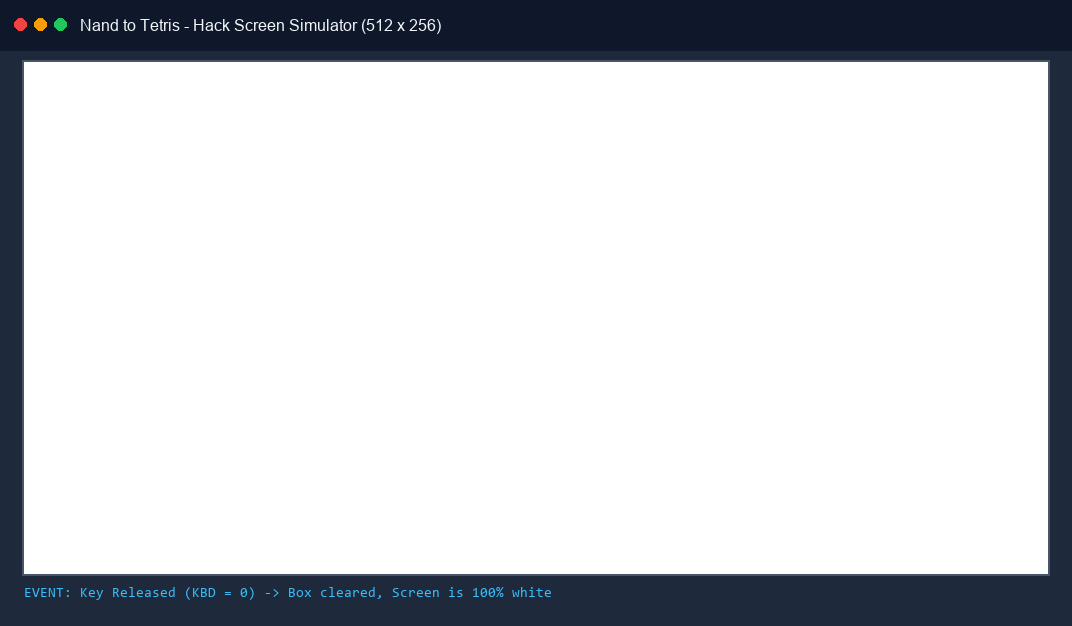 Nand to Tetris - Hack Screen Simulator (512 x 256)
EVENT: Key Released (KBD = 0) -> Box cleared, Screen is 100% white